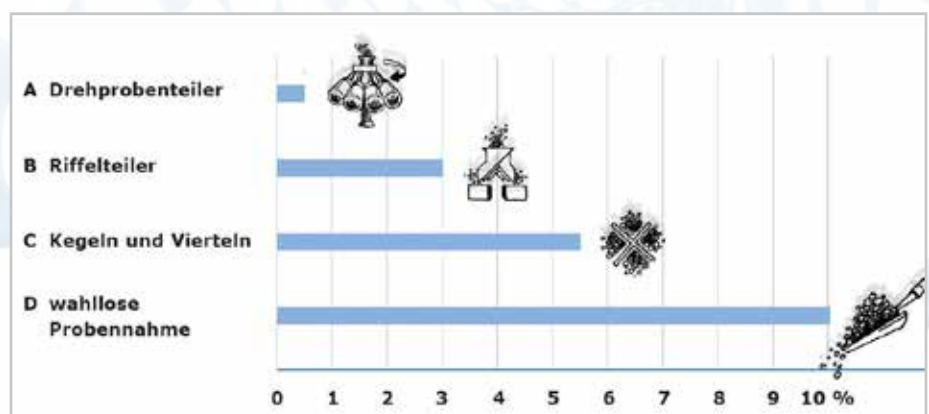 A Drehprobenteiler
B Riffelteiler
C Kegeln und Vierteln
D wahllose
Probennahme
0 1 2 3 4 5 6 7 8 9 10 %